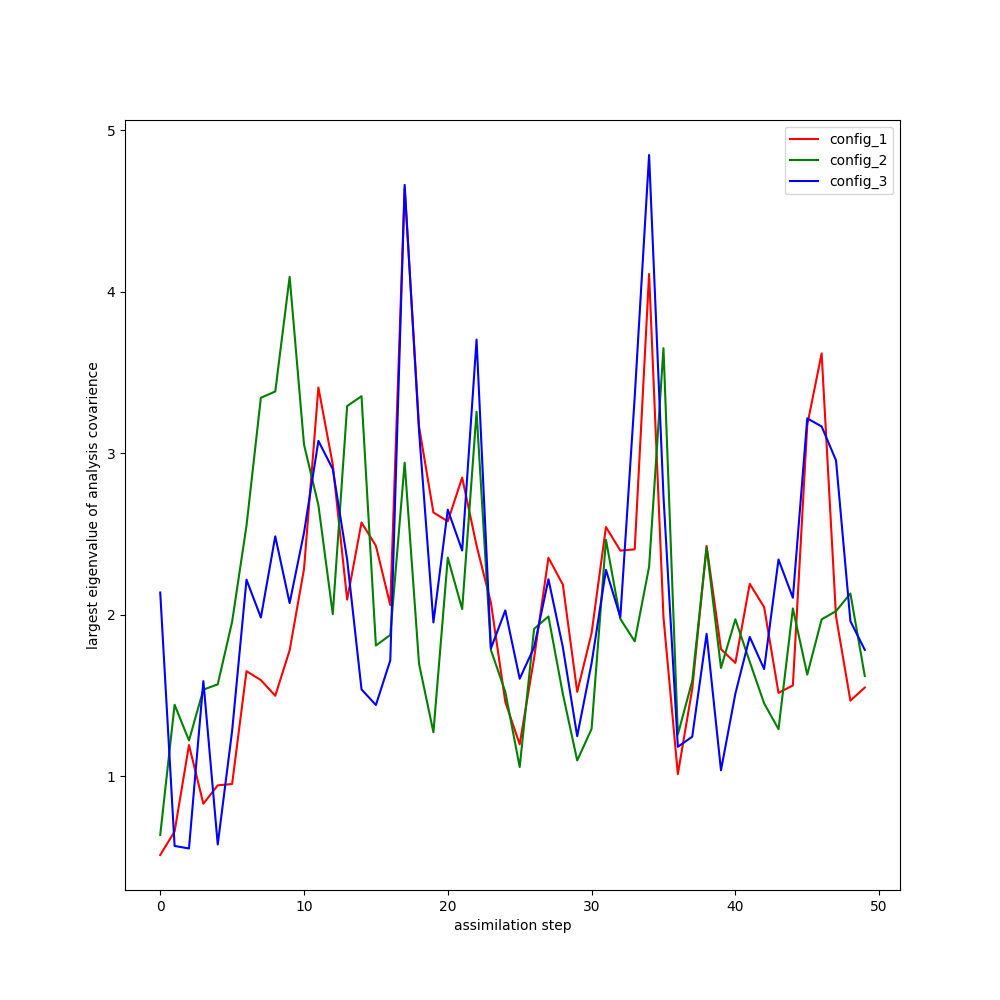 config_1
config_2
config_3
5
4
3
2
1
largest eigenvalue of analysis covarience
0 10 20 30 40 50
assimilation step